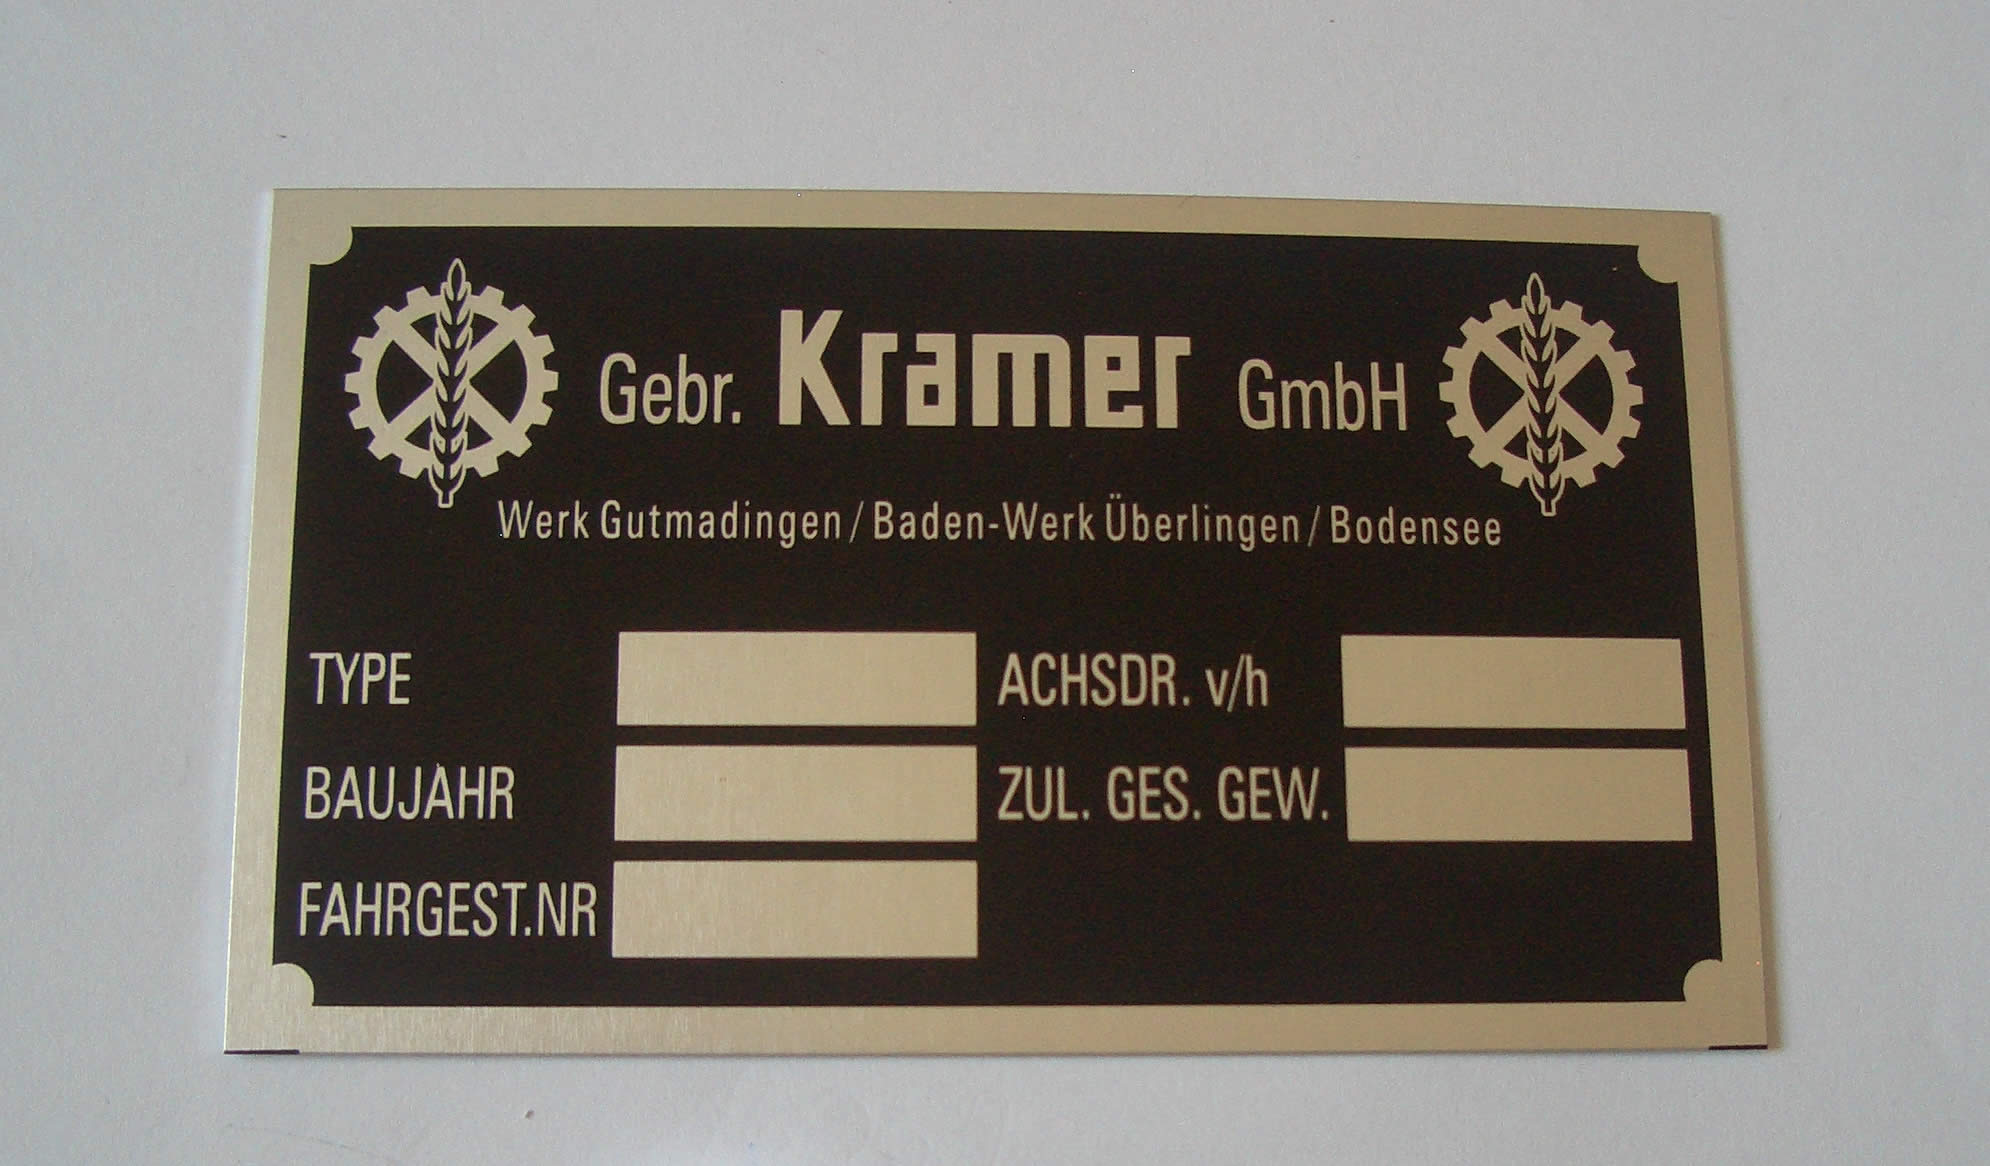 Gebr. Kramer GmbH
Werk Gutmadingen / Baden-Werk Überlingen / Bodensee
TYPE ACHSDR. v/h
BAUJAHR ZUL. GES. GEW.
FAHRGEST.NR